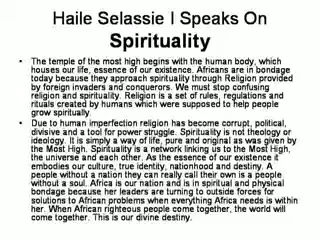 Haile Selassie I Speaks On
Spirituality
• The temple of the most high begins with the human body, which
houses our life, essence of our existence. Africans are in bondage
today because they approach spirituality through Religion provided
by foreign invaders and conquerors. We must stop confusing
religion and spirituality. Religion is a set of rules, regulations and
rituals created by humans which were supposed to help people
grow spiritually.
• Due to human imperfection religion has become corrupt, political,
divisive and a tool for power struggle. Spirituality is not theology or
ideology. It is simply a way of life, pure and original as was given by
the Most High. Spirituality is a network linking us to the Most High,
the universe and each other. As the essence of our existence it
embodies our culture, true identity, nationhood and destiny. A
people without a nation they can really call their own is a people
without a soul. Africa is our nation and is in spiritual and physical
bondage because her leaders are turning to outside forces for
solutions to African problems when everything Africa needs is within
her. When African righteous people come together, the world will
come together. This is our divine destiny.